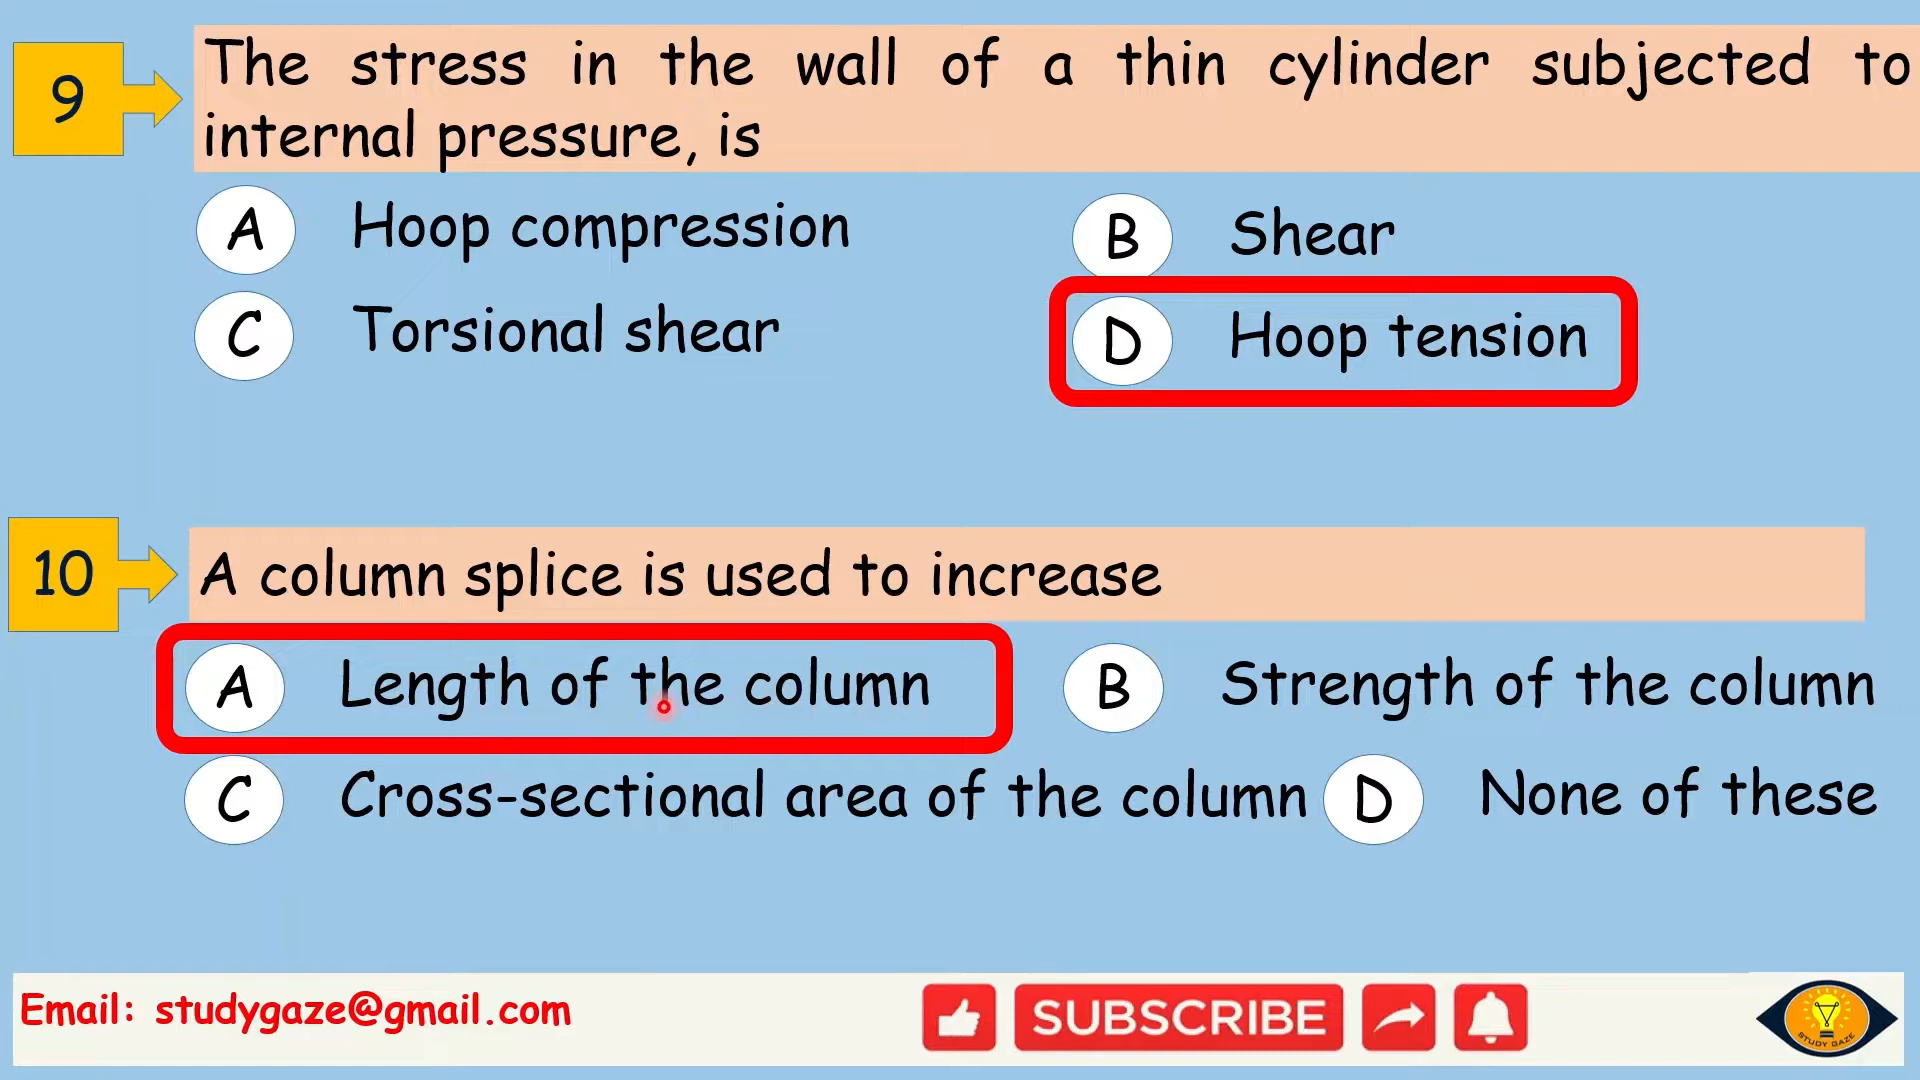 9
The stress in the wall of a thin cylinder subjected to
internal pressure, is
A Hoop compression
B Shear
C Torsional shear
D Hoop tension
10
A column splice is used to increase
A Length of the column
B Strength of the column
C Cross-sectional area of the column
D None of these
Email: studygaze@gmail.com
SUBSCRIBE
STUDY GAZE